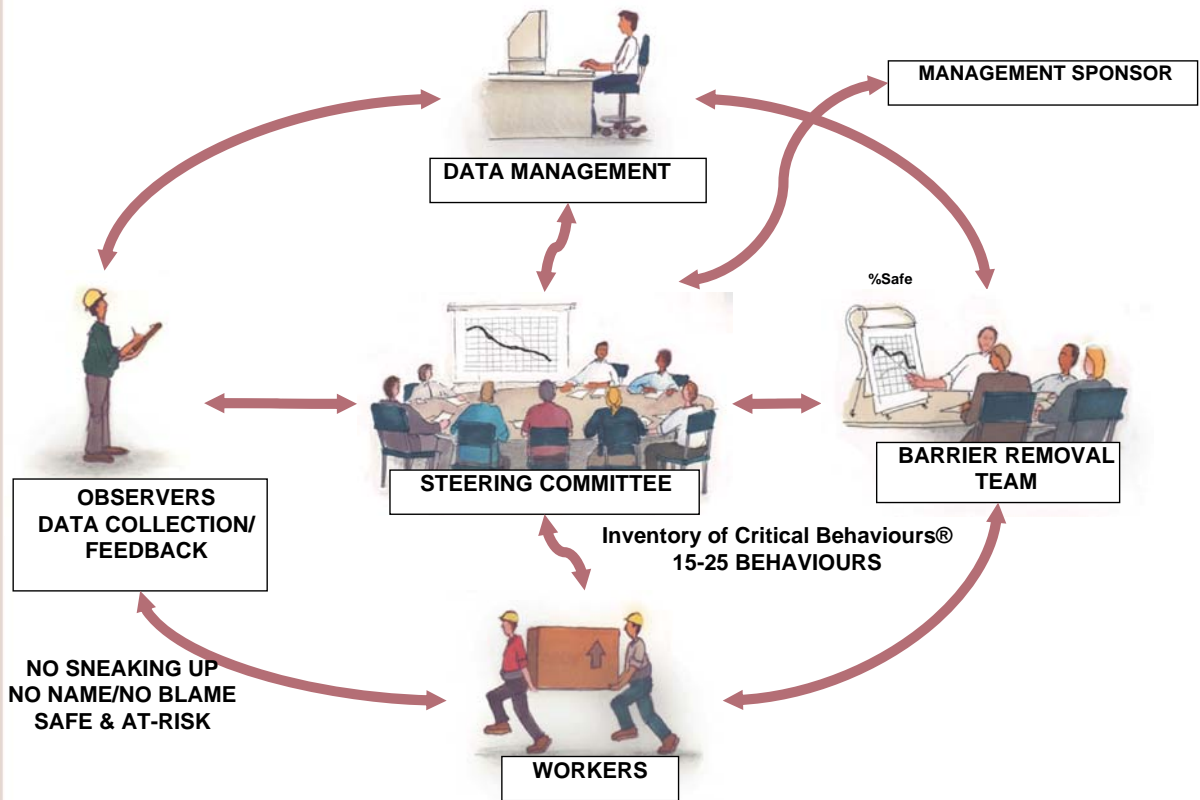 MANAGEMENT SPONSOR
DATA MANAGEMENT
%Safe
STEERING COMMITTEE
BARRIER REMOVAL
TEAM
OBSERVERS
DATA COLLECTION/
FEEDBACK
Inventory of Critical Behaviours®
15-25 BEHAVIOURS
NO SNEAKING UP
NO NAME/NO BLAME
SAFE & AT-RISK
WORKERS